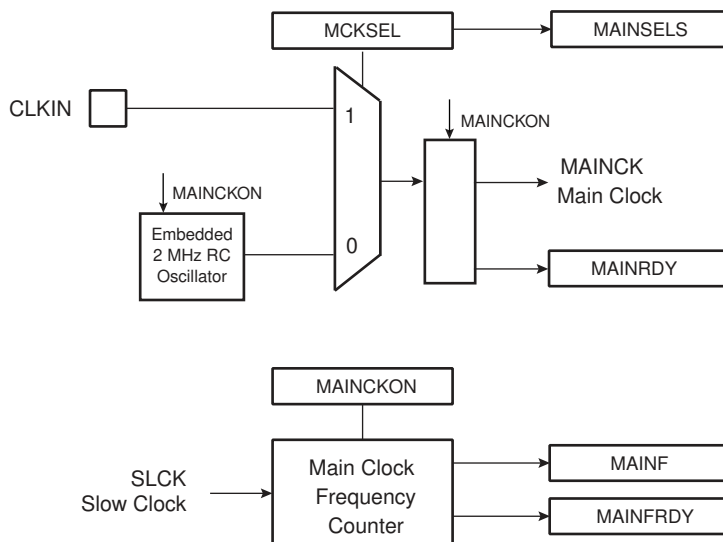 MCKSEL
MAINSELS
CLKIN
1
MAINCKON
MAINCK
Main Clock
MAINCKON
Embedded
2 MHz RC
Oscillator
0
MAINRDY
MAINCKON
SLCK
Slow Clock
Main Clock
Frequency
Counter
MAINF
MAINFRDY